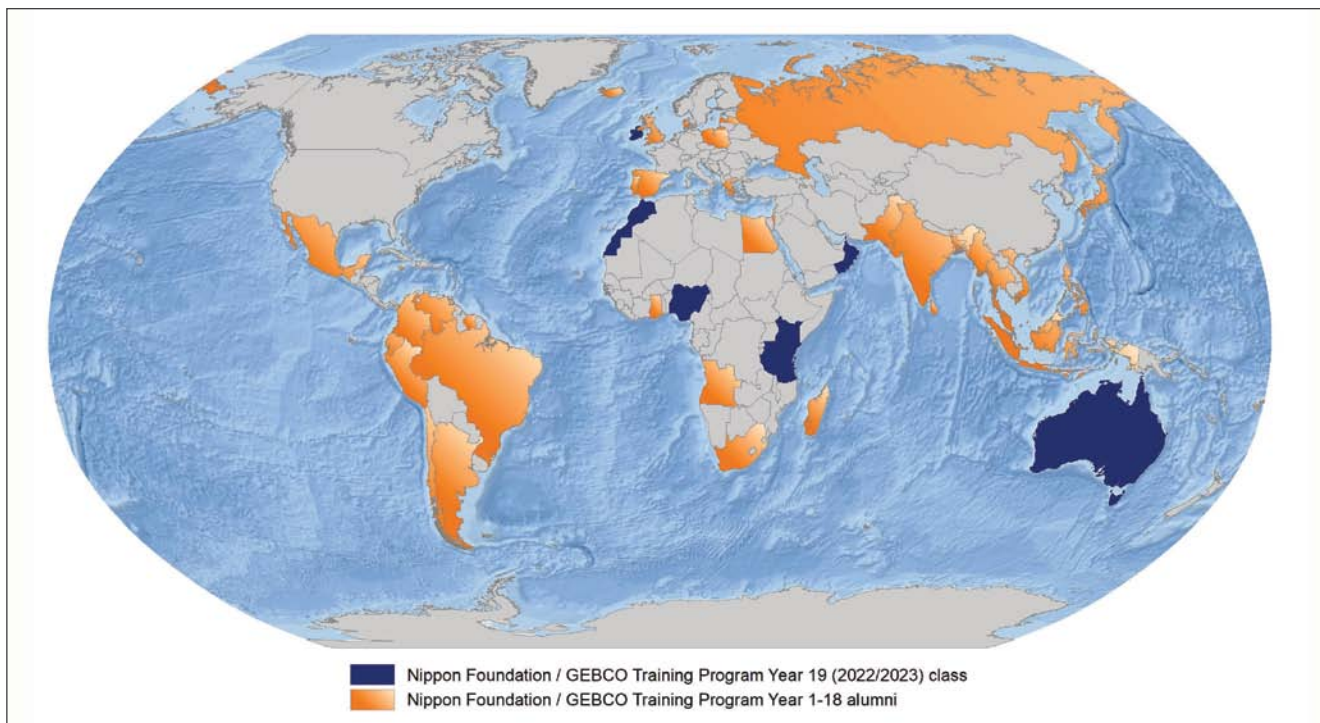 Nippon Foundation / GEBCO Training Program Year 19 (2022/2023) class
Nippon Foundation / GEBCO Training Program Year 1-18 alumni